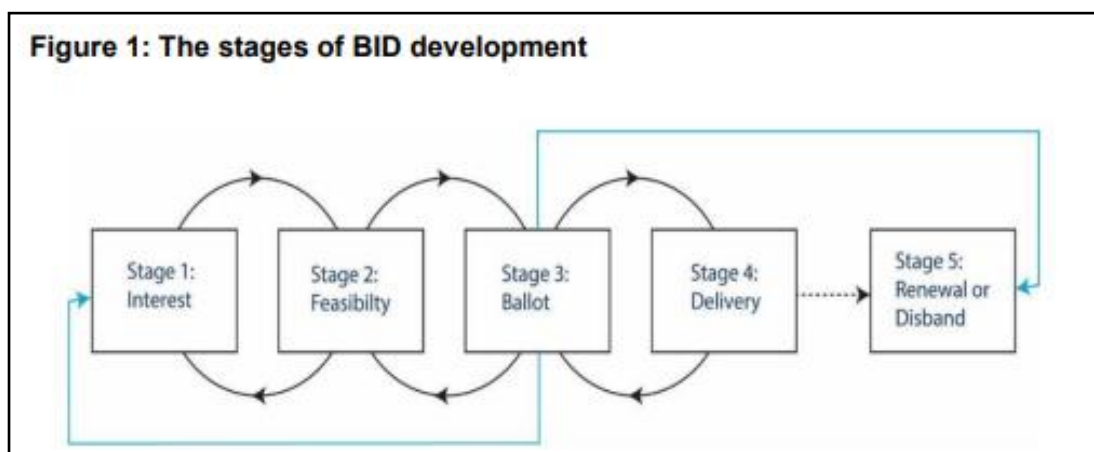 Figure 1: The stages of BID development
Stage 1:
Interest
Stage 2:
Feasibilty
Stage 3:
Ballot
Stage 4:
Delivery
Stage 5:
Renewal or
Disband